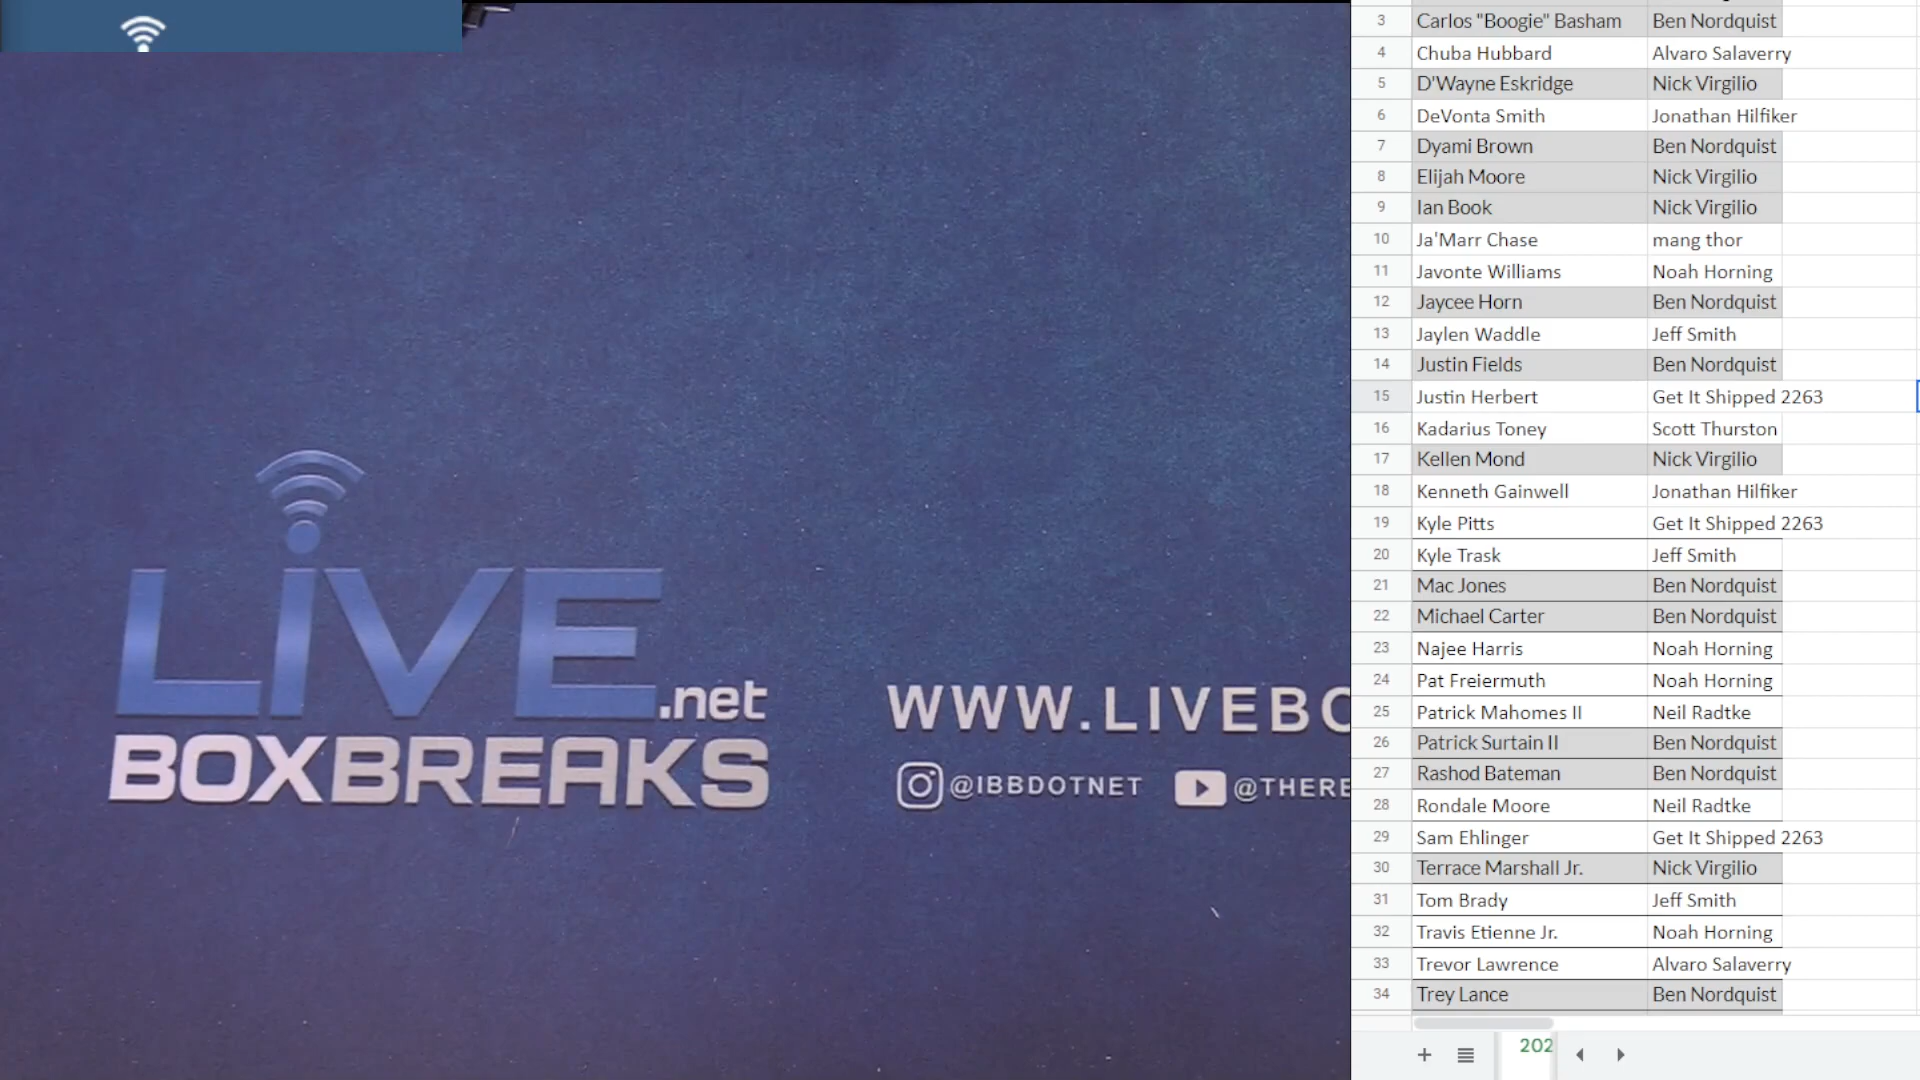 LIVE.net
BOXBREAKS
WWW.LIVEBO
@IBBDOTNET @THERE
3 Carlos "Boogie" Basham Ben Nordquist
4 Chuba Hubbard Alvaro Salaverry
5 D'Wayne Eskridge Nick Virgilio
6 DeVonta Smith Jonathan Hilfiker
7 Dyami Brown Ben Nordquist
8 Elijah Moore Nick Virgilio
9 Ian Book Nick Virgilio
10 Ja'Marr Chase mang thor
11 Javonte Williams Noah Horning
12 Jaycee Horn Ben Nordquist
13 Jaylen Waddle Jeff Smith
14 Justin Fields Ben Nordquist
15 Justin Herbert Get It Shipped 2263
16 Kadarius Toney Scott Thurston
17 Kellen Mond Nick Virgilio
18 Kenneth Gainwell Jonathan Hilfiker
19 Kyle Pitts Get It Shipped 2263
20 Kyle Trask Jeff Smith
21 Mac Jones Ben Nordquist
22 Michael Carter Ben Nordquist
23 Najee Harris Noah Horning
24 Pat Freiermuth Noah Horning
25 Patrick Mahomes II Neil Radtke
26 Patrick Surtain II Ben Nordquist
27 Rashod Bateman Ben Nordquist
28 Rondale Moore Neil Radtke
29 Sam Ehlinger Get It Shipped 2263
30 Terrace Marshall Jr. Nick Virgilio
31 Tom Brady Jeff Smith
32 Travis Etienne Jr. Noah Horning
33 Trevor Lawrence Alvaro Salaverry
34 Trey Lance Ben Nordquist
202